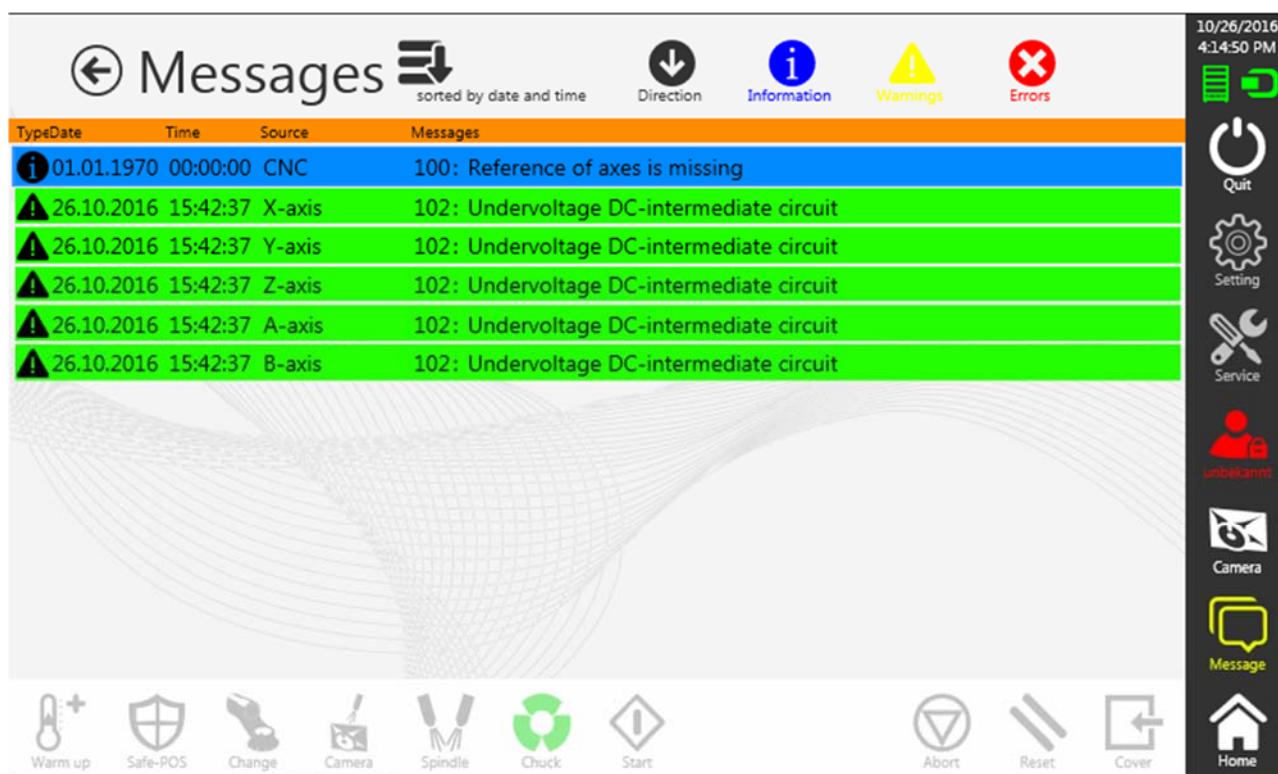 10/26/2016
4:14:50 PM
Messages
sorted by date and time
Direction
Information
Warnings
Errors
TypeDate Time Source Messages
01.01.1970 00:00:00 CNC 100: Reference of axes is missing
26.10.2016 15:42:37 X-axis 102: Undervoltage DC-intermediate circuit
26.10.2016 15:42:37 Y-axis 102: Undervoltage DC-intermediate circuit
26.10.2016 15:42:37 Z-axis 102: Undervoltage DC-intermediate circuit
26.10.2016 15:42:37 A-axis 102: Undervoltage DC-intermediate circuit
26.10.2016 15:42:37 B-axis 102: Undervoltage DC-intermediate circuit
Quit
Setting
Service
unbekannt
Camera
Message
Home
Warm up Safe-POS Change Camera Spindle Chuck Start Abort Reset Cover